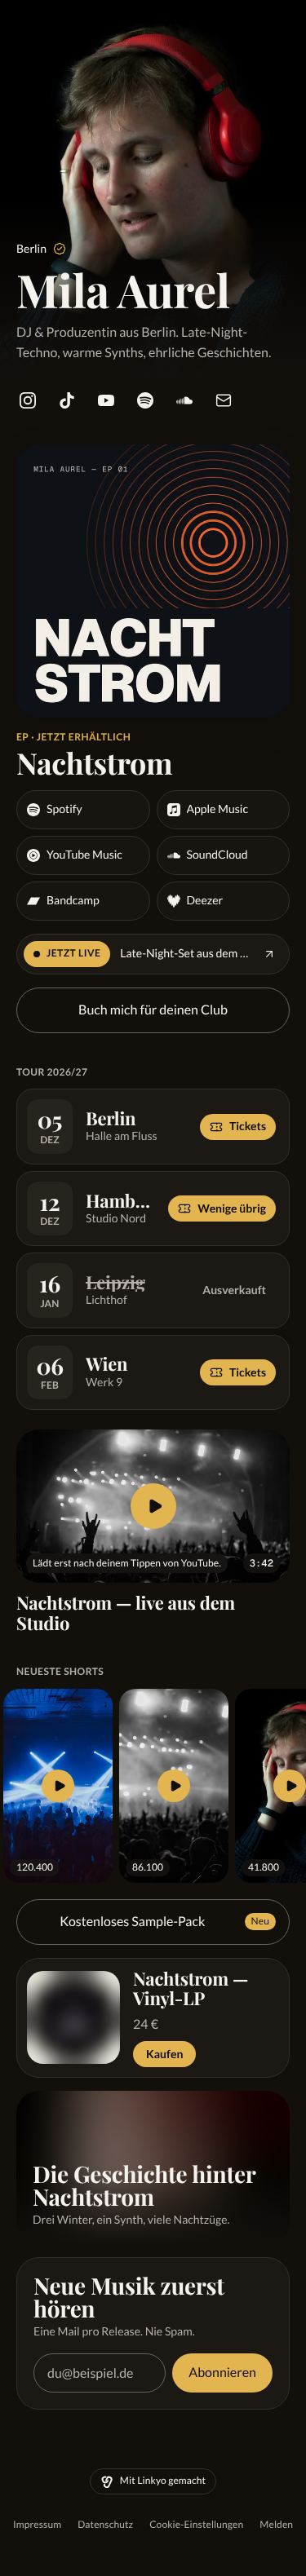 Berlin
Mila Aurel
DJ & Produzentin aus Berlin. Late-Night-
Techno, warme Synths, ehrliche Geschichten.
MILA AUREL — EP 01
NACHT
STROM
EP · JETZT ERHÄLTLICH
Nachtstrom
Spotify
Apple Music
YouTube Music
SoundCloud
Bandcamp
Deezer
JETZT LIVE
Late-Night-Set aus dem ...
Buch mich für deinen Club
TOUR 2026/27
05
DEZ
Berlin
Halle am Fluss
Tickets
12
DEZ
Hamb...
Studio Nord
Wenige übrig
16
JAN
Leipzig
Lichthof
Ausverkauft
06
FEB
Wien
Werk 9
Tickets
Lädt erst nach deinem Tippen von YouTube.
3:42
Nachtstrom — live aus dem
Studio
NEUESTE SHORTS
120.400
86.100
41.800
Kostenloses Sample-Pack
Neu
Nachtstrom —
Vinyl-LP
24 €
Kaufen
Die Geschichte hinter
Nachtstrom
Drei Winter, ein Synth, viele Nachtzüge.
Neue Musik zuerst
hören
Eine Mail pro Release. Nie Spam.
du@beispiel.de
Abonnieren
Mit Linkyo gemacht
Impressum
Datenschutz
Cookie-Einstellungen
Melden